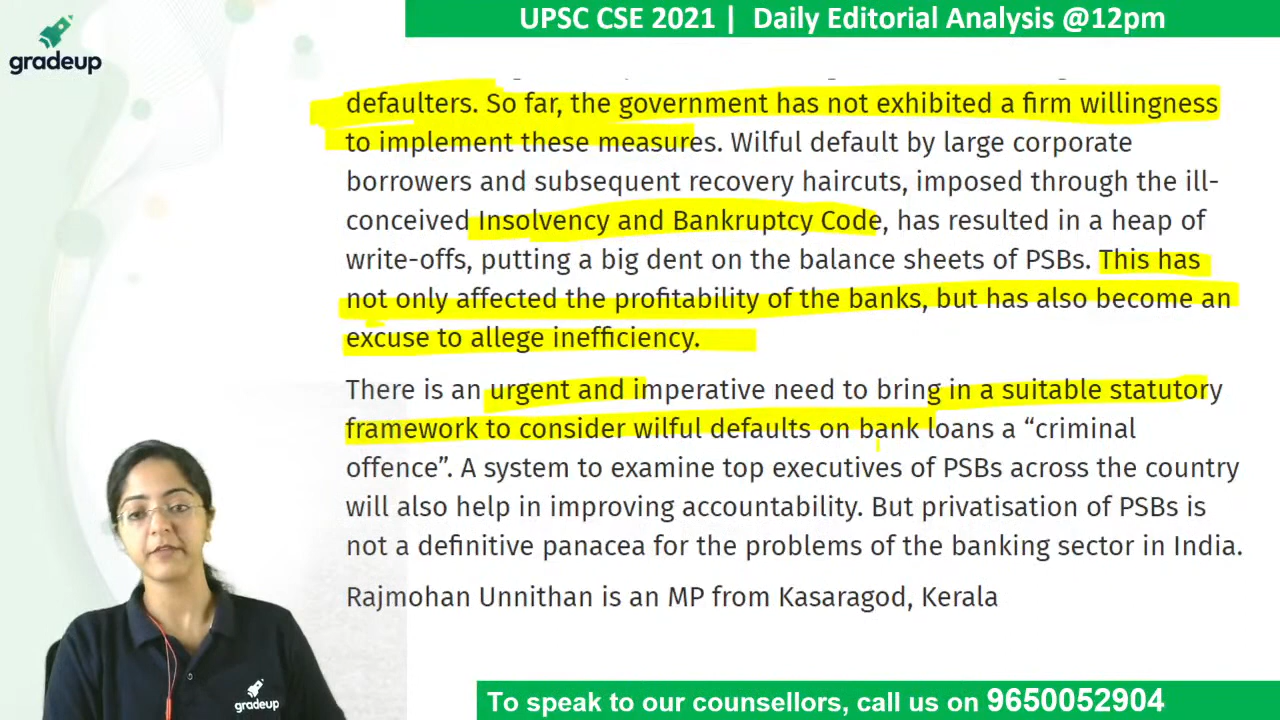 UPSC CSE 2021 | Daily Editorial Analysis @12pm
gradeup
defaulters. So far, the government has not exhibited a firm willingness
to implement these measures. Wilful default by large corporate
borrowers and subsequent recovery haircuts, imposed through the ill-
conceived Insolvency and Bankruptcy Code, has resulted in a heap of
write-offs, putting a big dent on the balance sheets of PSBs. This has
not only affected the profitability of the banks, but has also become an
excuse to allege inefficiency.
There is an urgent and imperative need to bring in a suitable statutory
framework to consider wilful defaults on bank loans a “criminal
offence”. A system to examine top executives of PSBs across the country
will also help in improving accountability. But privatisation of PSBs is
not a definitive panacea for the problems of the banking sector in India.
Rajmohan Unnithan is an MP from Kasaragod, Kerala
gradeup
To speak to our counsellors, call us on 9650052904